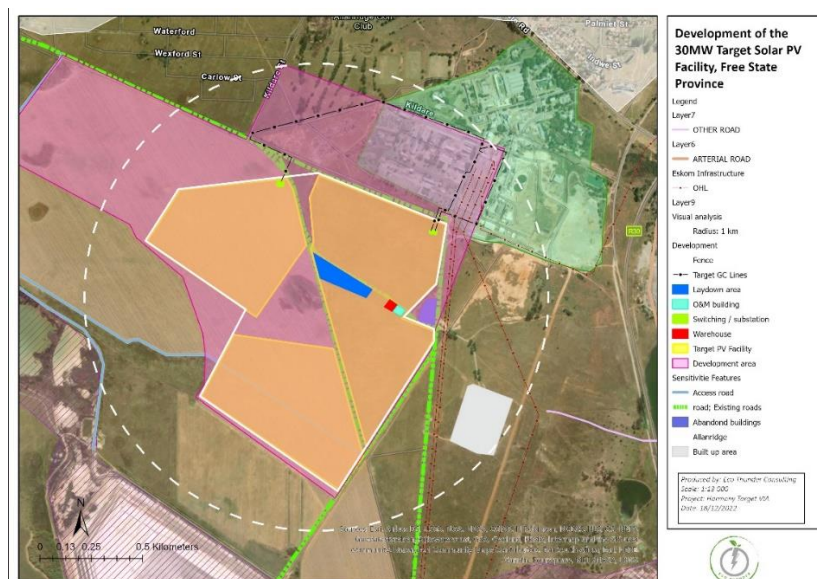 Waterford
Wexford St
Carlow St
Kildare St
Club
Rd
Palmiet St
Kildare
R30
N
0 0.13 0.25 0.5 Kilometers
Development of the
30MW Target Solar PV
Facility, Free State
Province
Legend
Layer7
OTHER ROAD
Layer6
ARTERIAL ROAD
Eskom Infrastructure
OHL
Layer9
Visual analysis
Radius: 1 km
Development
Fence
Target GC Lines
Laydown area
O&M building
Switching / substation
Warehouse
Target PV Facility
Development area
Sensitivitie Features
Access road
road; Existing roads
Abandond buildings
Allanridge
Built up area
Produced by: Eco Thunder Consulting
Scale: 1:13 000
Project: Harmony Target VIA
Date: 18/12/2022